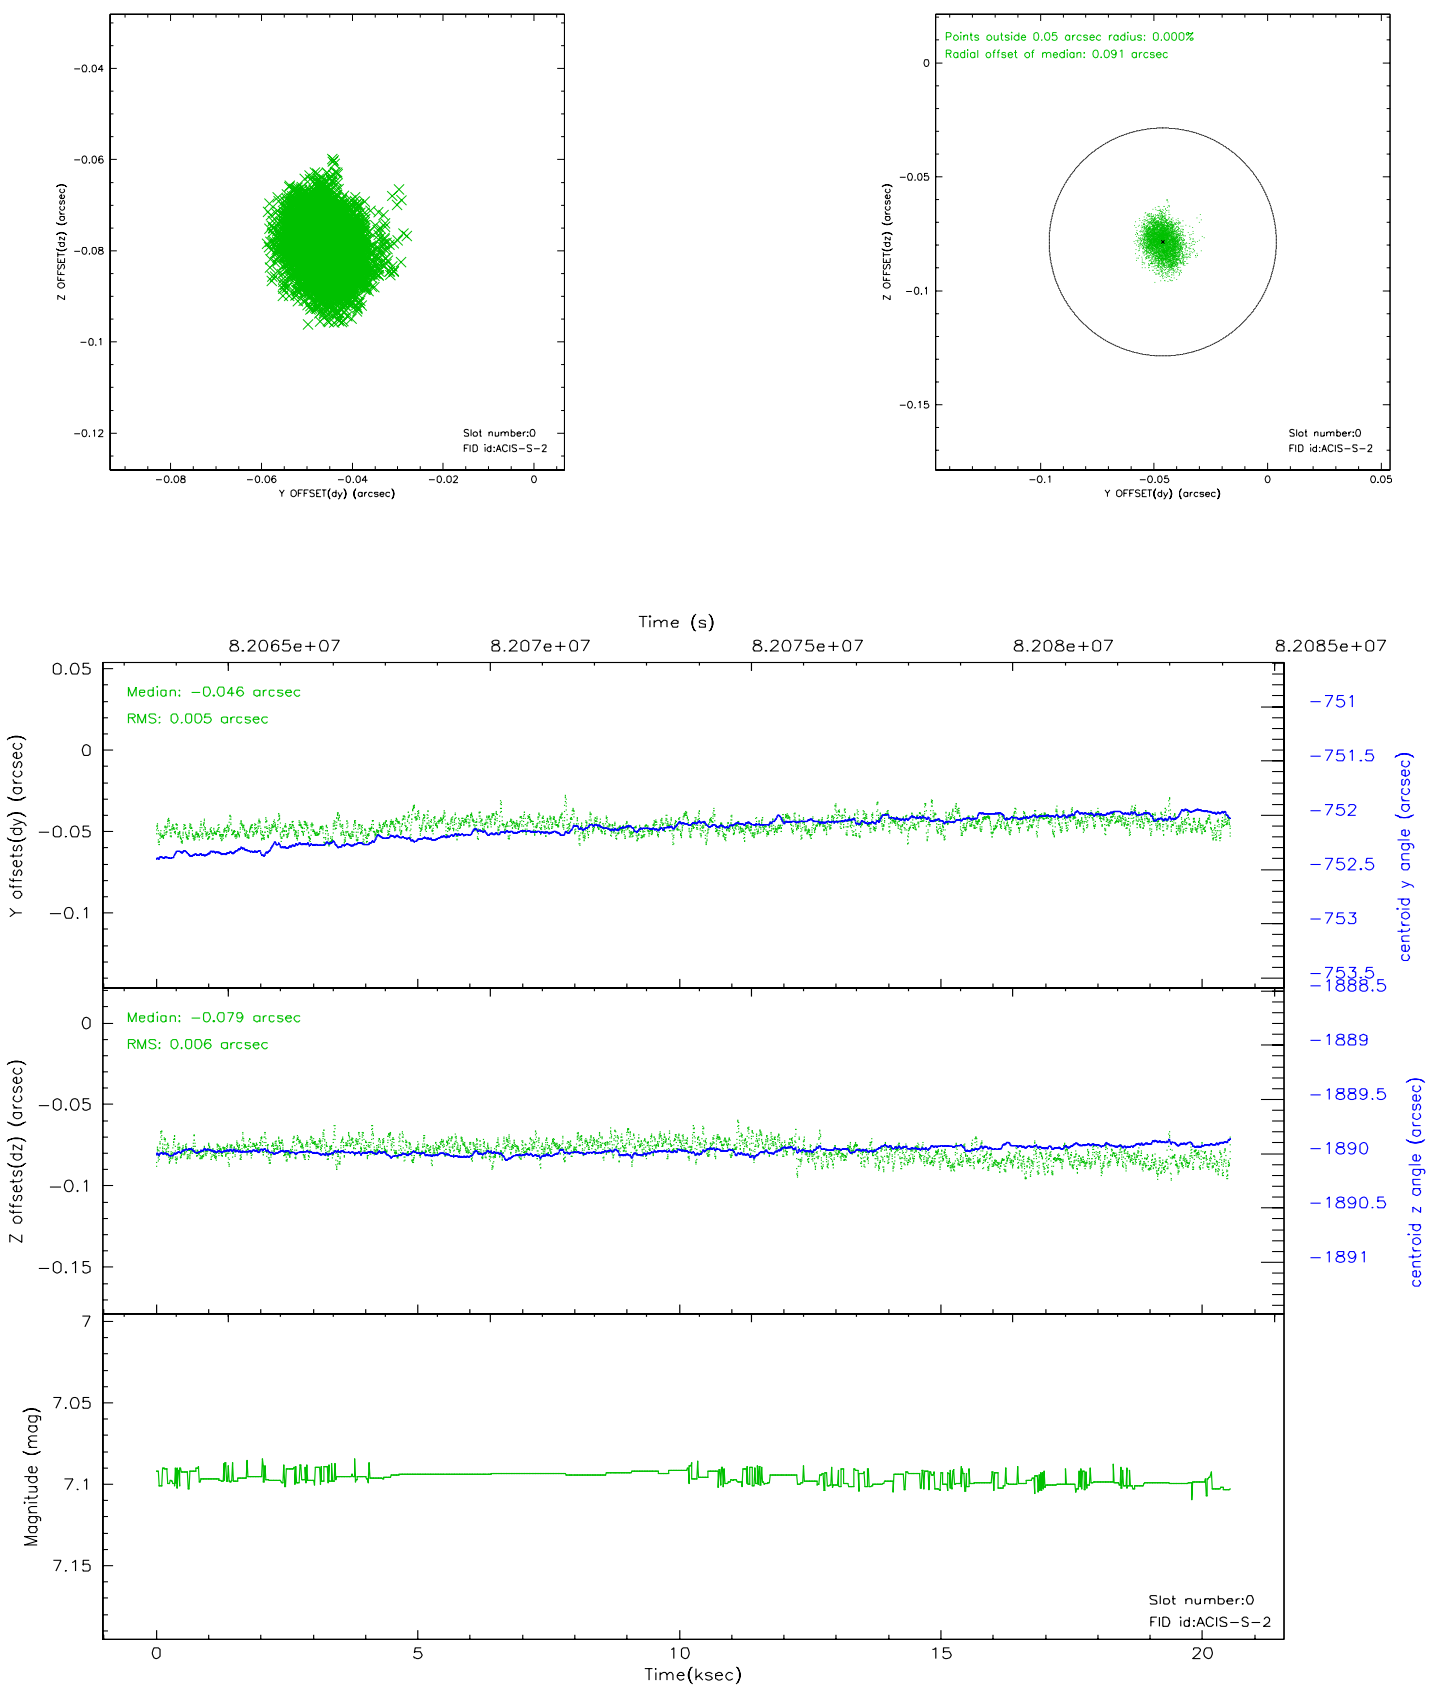 Z OFFSET(dz) (arcsec)
-0.04
-0.06
-0.08
-0.1
-0.12
Slot number:0
FID id:ACIS-S-2
-0.08 -0.06 -0.04 -0.02 0
Y OFFSET(dy) (arcsec)
Points outside 0.05 arcsec radius: 0.000%
Radial offset of median: 0.091 arcsec
Z OFFSET(dz) (arcsec)
0
-0.05
-0.1
-0.15
Slot number:0
FID id:ACIS-S-2
-0.1 -0.05 0 0.05
Y OFFSET(dy) (arcsec)
Time (s)
8.2065e+07 8.207e+07 8.2075e+07 8.208e+07 8.2085e+07
Y offsets(dy) (arcsec)
0.05
0
-0.05
-0.1
Median: -0.046 arcsec
RMS: 0.005 arcsec
-751
-751.5
-752
-752.5
-753
-753.5
centroid y angle (arcsec)
Z offsets(dz) (arcsec)
0
-0.05
-0.1
-0.15
Median: -0.079 arcsec
RMS: 0.006 arcsec
-1888.5
-1889
-1889.5
-1890
-1890.5
-1891
centroid z angle (arcsec)
Magnitude (mag)
7
7.05
7.1
7.15
Slot number:0
FID id:ACIS-S-2
0 5 10 15 20
Time(ksec)